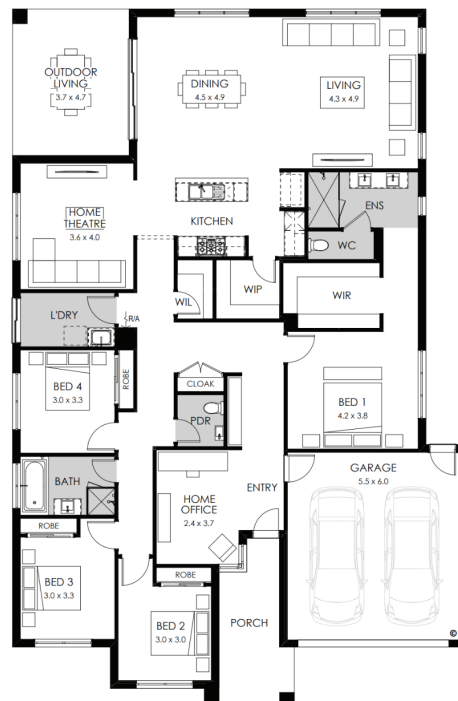 OUTDOOR
LIVING
3.7 x 4.7
DINING
4.5 x 4.9
LIVING
4.3 x 4.9
HOME
THEATRE
3.6 x 4.0
KITCHEN
ENS
WC
WIL
WIP
WIR
L'DRY
R/A
BED 4
3.0 x 3.3
ROBE
CLOAK
PDR
BED 1
4.2 x 3.8
BATH
HOME
OFFICE
2.4 x 3.7
ENTRY
GARAGE
5.5 x 6.0
ROBE
BED 3
3.0 x 3.3
ROBE
BED 2
3.0 x 3.0
PORCH
©